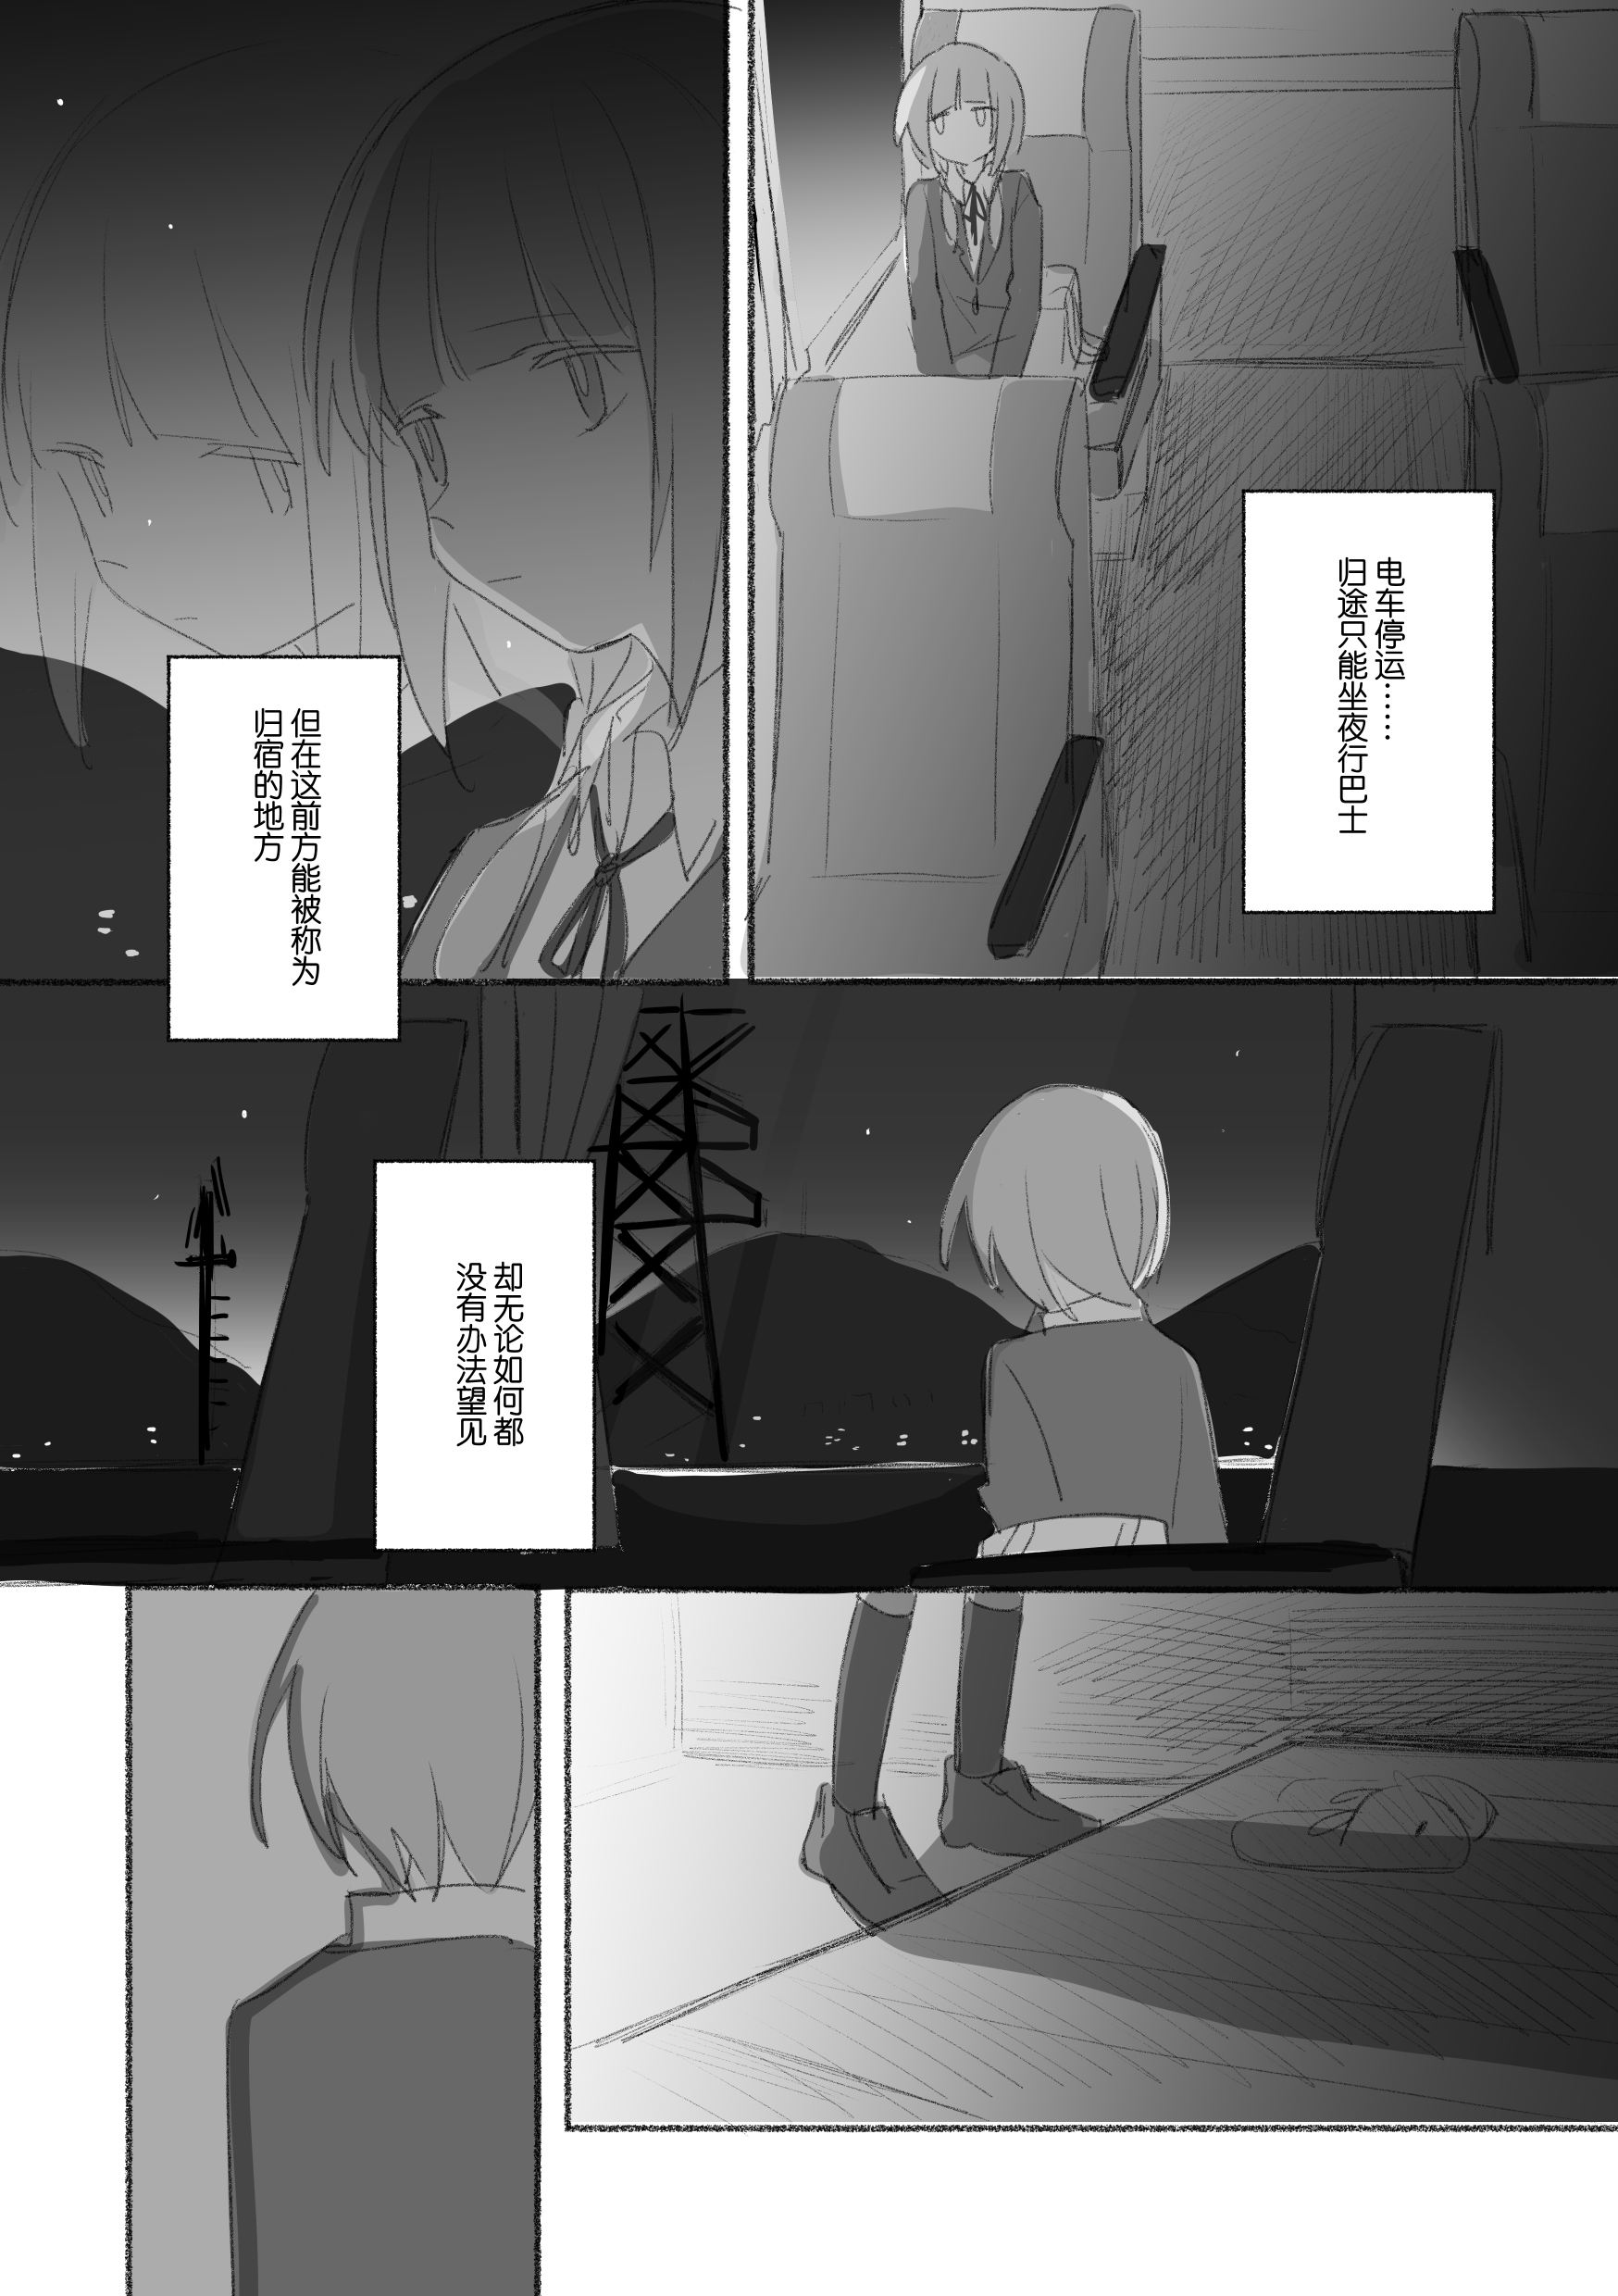 电车停运……
归途只能坐夜行巴士
但在这前方能被称为
归宿的地方
却无论如何都
没有办法望见